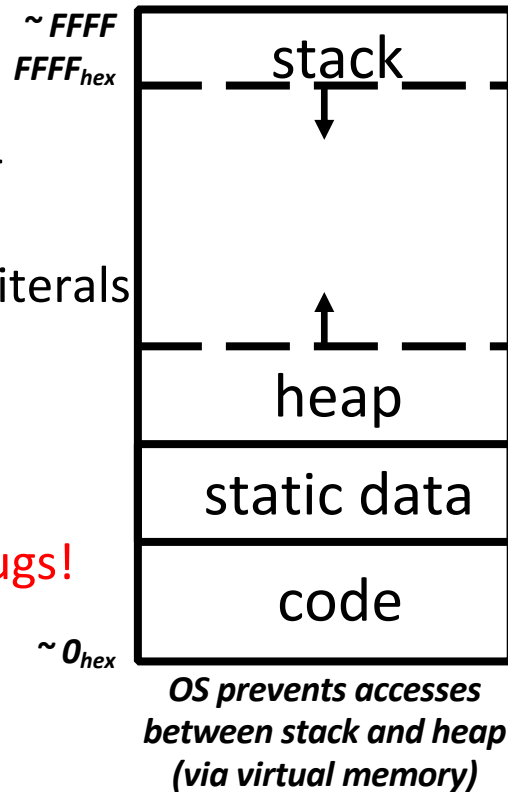 ~ FFFF
FFFFhex
stack
iterals
heap
static data
ugs!
code
~ 0hex
OS prevents accesses
between stack and heap
(via virtual memory)